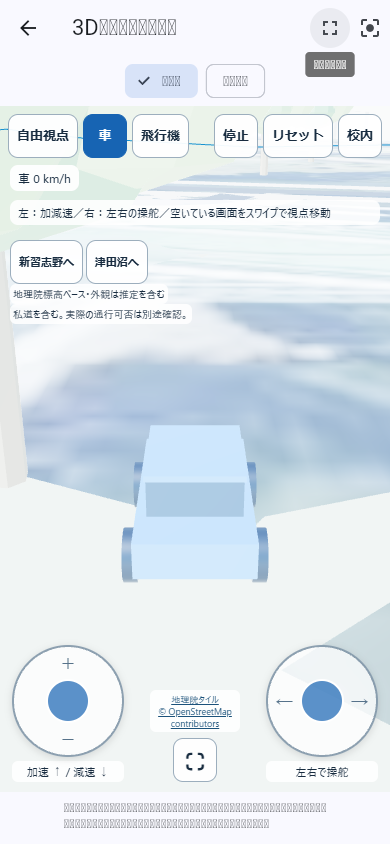 3D
自由視点 車 飛行機 停止 リセット 校内
車 0 km/h
左：加減速／右：左右の操舵／空いている画面をスワイプで視点移動
新習志野へ 津田沼へ
地理院標高ベース・外観は推定を含む
私道を含む。実際の通行可否は別途確認。
＋
← →
－
地理院タイル
© OpenStreetMap
contributors
加速 ↑ / 減速 ↓ 左右で操舵